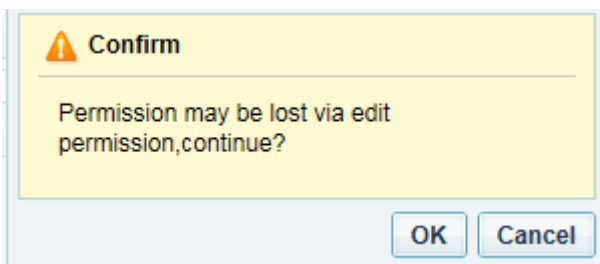 Confirm
Permission may be lost via edit
permission,continue?
OK Cancel